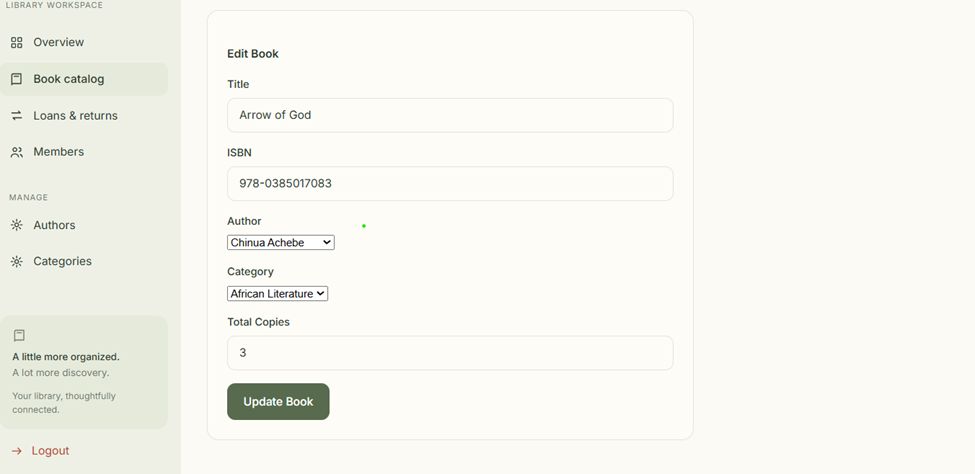 LIBRARY WORKSPACE
Overview
Book catalog
Loans & returns
Members
MANAGE
Authors
Categories
A little more organized.
A lot more discovery.
Your library, thoughtfully
connected.
Logout
Edit Book
Title
Arrow of God
ISBN
978-0385017083
Author
Chinua Achebe
Category
African Literature
Total Copies
3
Update Book